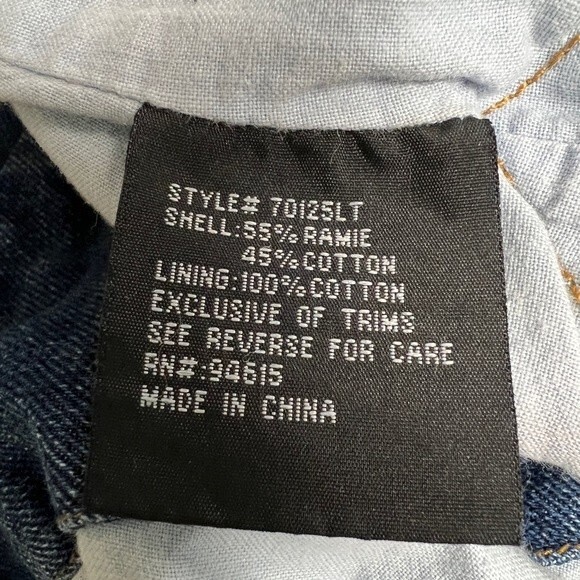 STYLE# 70125LT
SHELL:55%RAMIE
45%COTTON
LINING:100%COTTON
EXCLUSIVE OF TRIMS
SEE REVERSE FOR CARE
RN#:94615
MADE IN CHINA